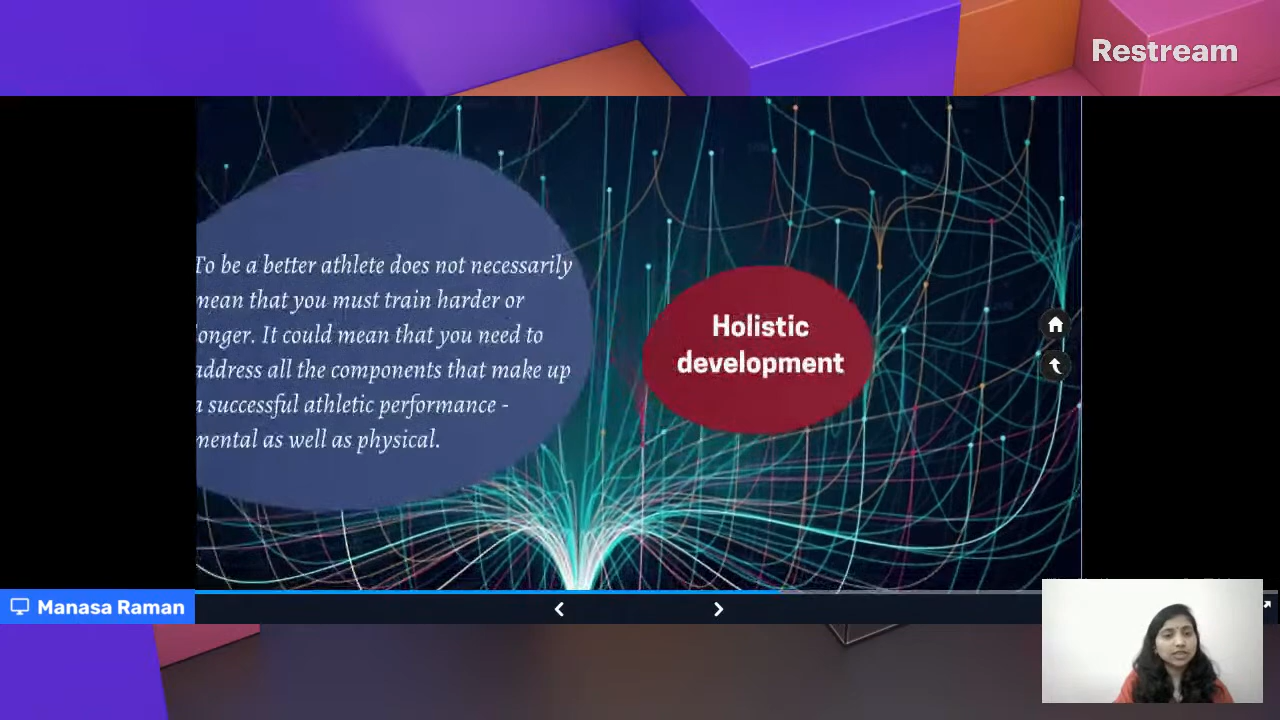 Restream
To be a better athlete does not necessarily
mean that you must train harder or
longer. It could mean that you need to
address all the components that make up
a successful athletic performance -
mental as well as physical.
Holistic
development
Manasa Raman